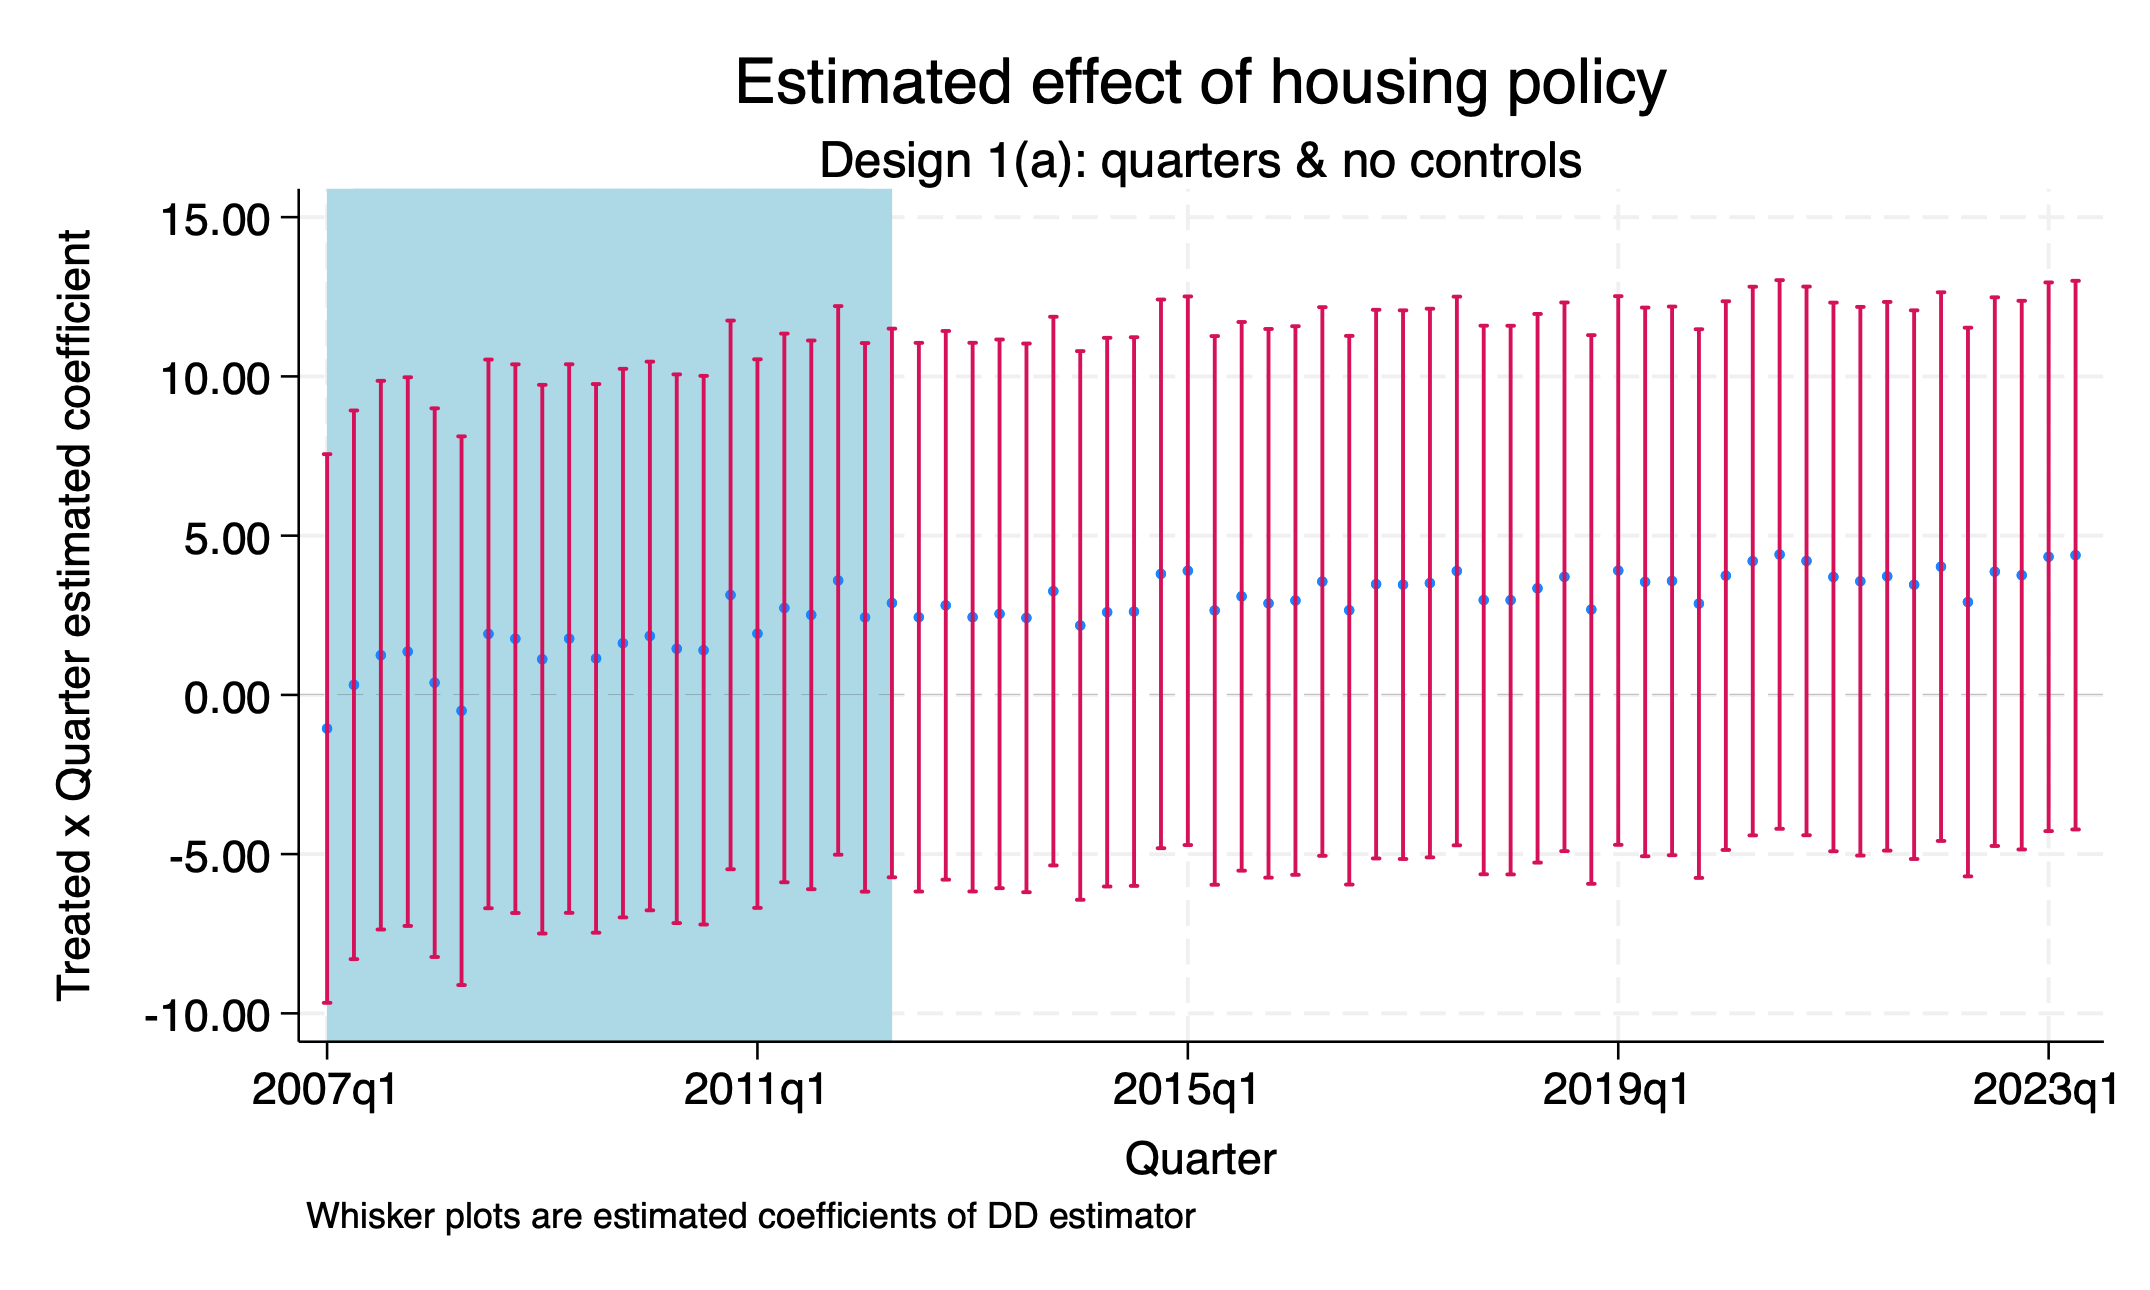 Estimated effect of housing policy
Design 1(a): quarters & no controls
Treated x Quarter estimated coefficient
15.00
10.00
5.00
0.00
-5.00
-10.00
2007q1 2011q1 2015q1 2019q1 2023q1
Quarter
Whisker plots are estimated coefficients of DD estimator